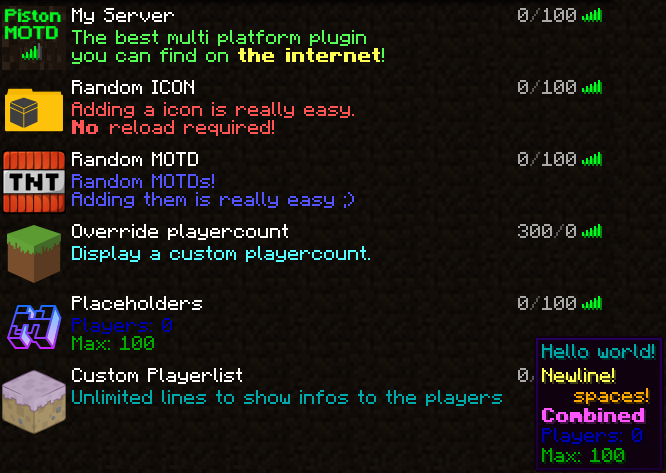 Piston
MOTD
My Server 0/100
The best multi platform plugin
you can find on the internet!
Random ICON 0/100
Adding a icon is really easy.
No reload required!
TNT
Random MOTD 0/100
Random MOTDs!
Adding them is really easy ;)
Override playercount 300/0
Display a custom playercount.
Placeholders 0/100
Players: 0
Max: 100
Custom Playerlist 0
Unlimited lines to show infos to the players
Hello world!
Newline!
spaces!
Combined
Players: 0
Max: 100